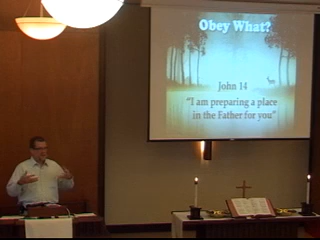 Obey What?
John 14
"I am preparing a place
in the Father for you"